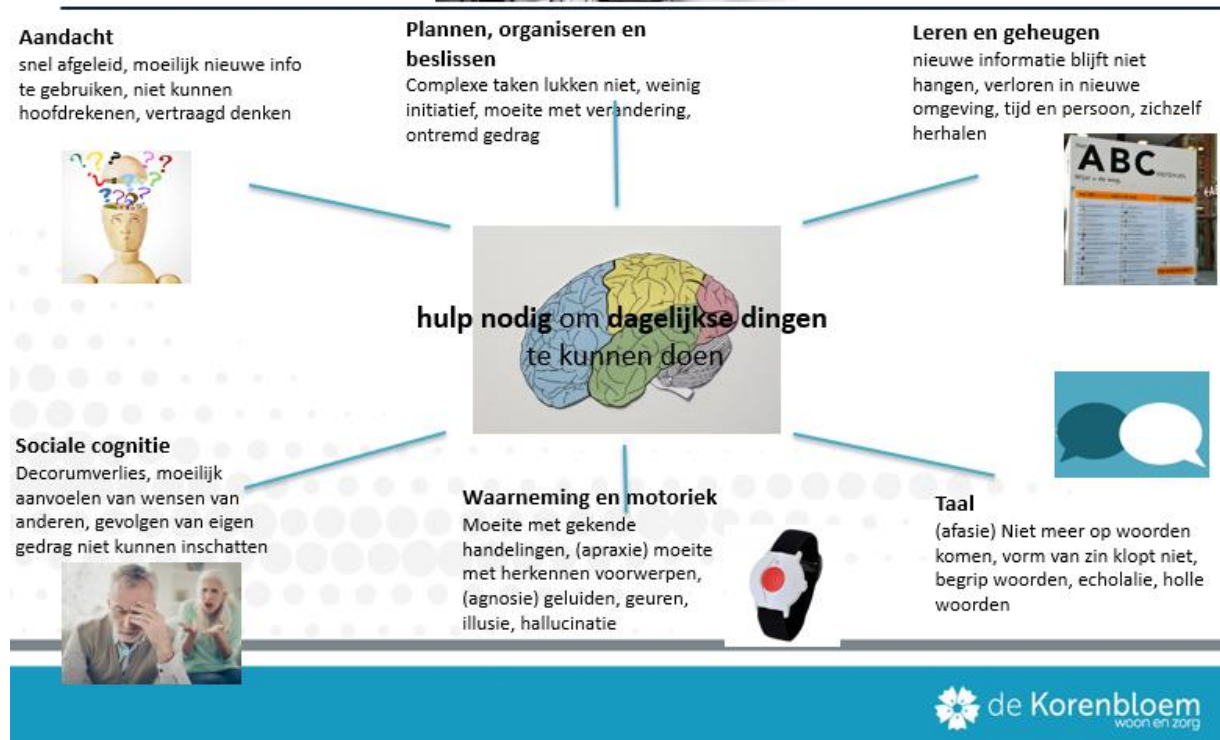 Aandacht
snel afgeleid, moeilijk nieuwe info
te gebruiken, niet kunnen
hoofdrekenen, vertraagd denken
Plannen, organiseren en
beslissen
Complexe taken lukken niet, weinig
initiatief, moeite met verandering,
ontremd gedrag
Leren en geheugen
nieuwe informatie blijft niet
hangen, verloren in nieuwe
omgeving, tijd en persoon, zichzelf
herhalen
ABC
hulp nodig om dagelijkse dingen
te kunnen doen
Sociale cognitie
Decorumverlies, moeilijk
aanvoelen van wensen van
anderen, gevolgen van eigen
gedrag niet kunnen inschatten
Waarneming en motoriek
Moeite met gekende
handelingen, (apraxie) moeite
met herkennen voorwerpen,
(agnosie) geluiden, geuren,
illusie, hallucinatie
Taal
(afasie) Niet meer op woorden
komen, vorm van zin klopt niet,
begrip woorden, echolalie, holle
woorden
de Korenbloem
woon en zorg